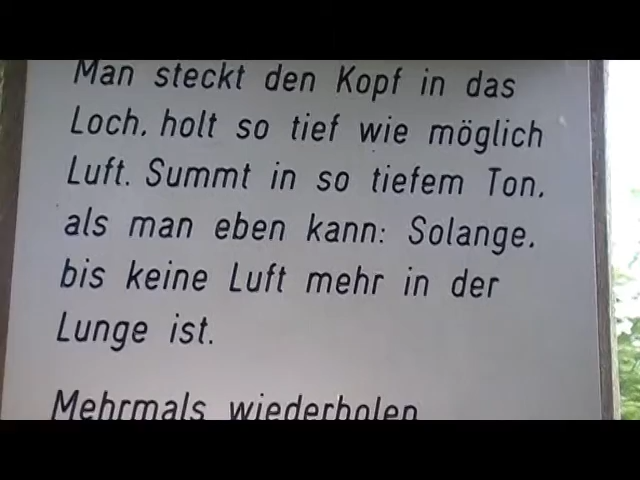 Man steckt den Kopf in das
Loch, holt so tief wie möglich
Luft. Summt in so tiefem Ton,
als man eben kann: Solange,
bis keine Luft mehr in der
Lunge ist.
Mehrmals wiederholen